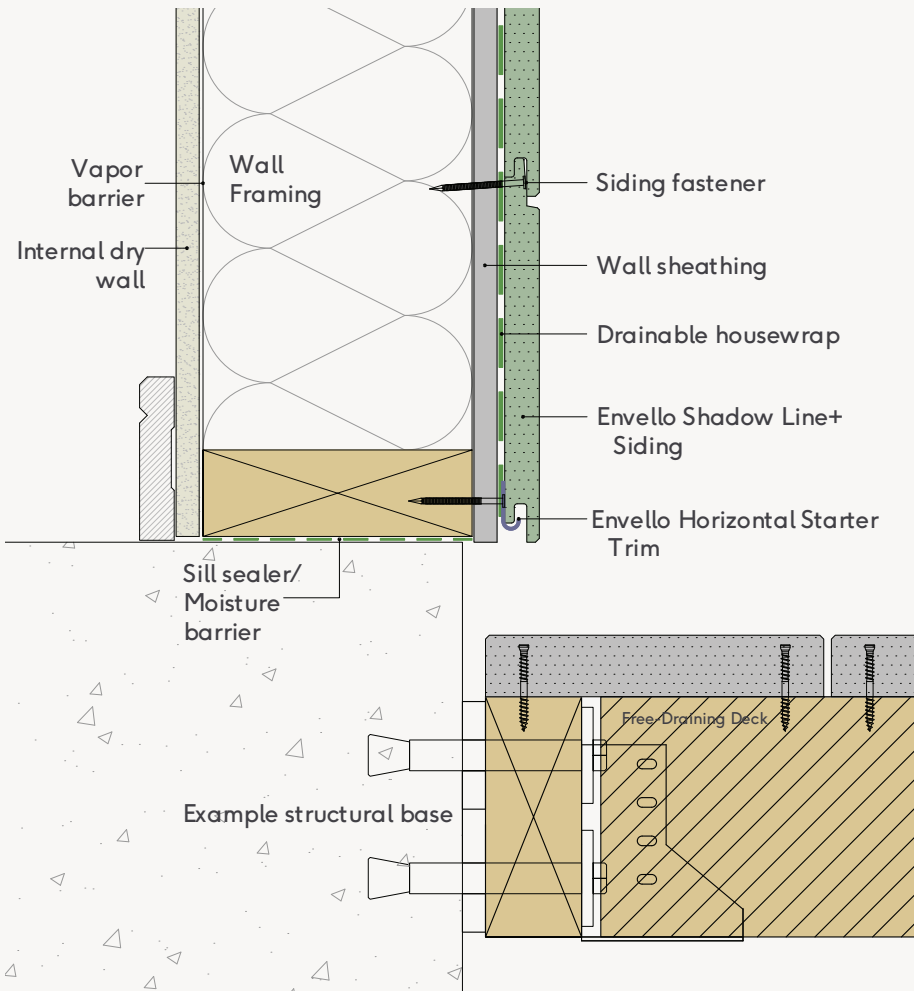 Vapor
barrier
Wall
Framing
Siding fastener
Internal dry
wall
Wall sheathing
Drainable housewrap
Envello Shadow Line+
Siding
Envello Horizontal Starter
Trim
Sill sealer/
Moisture
barrier
Free-Draining Deck
Example structural base